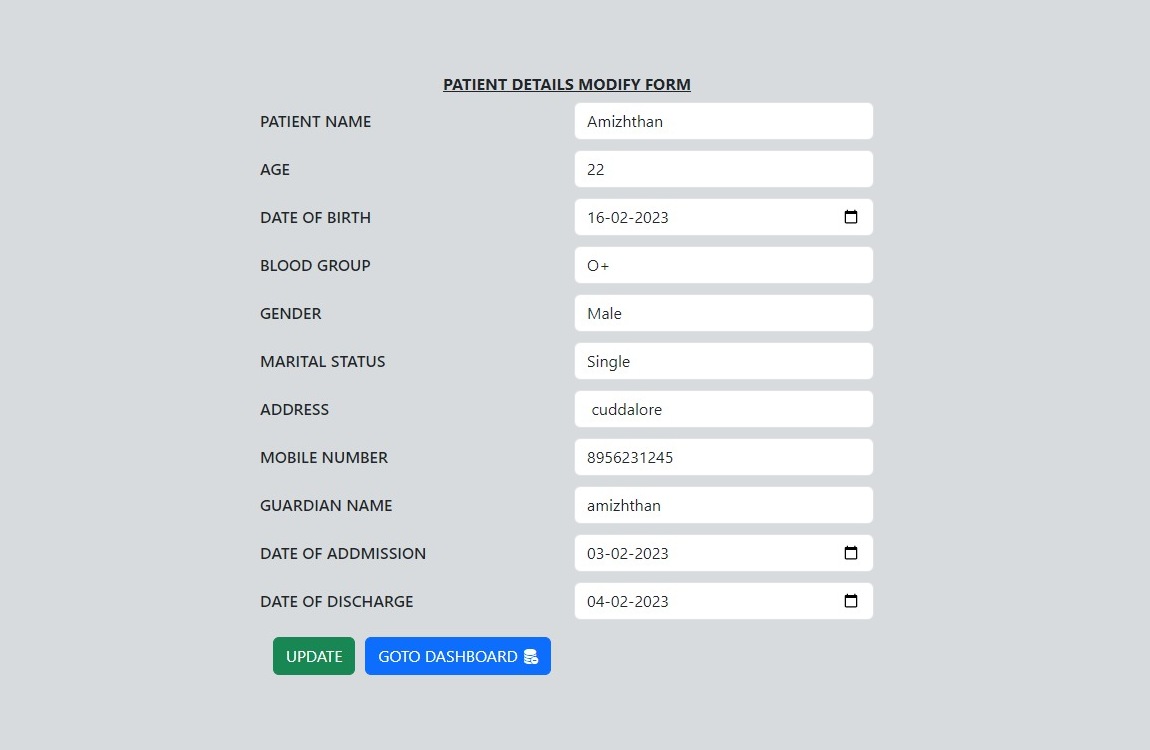 PATIENT DETAILS MODIFY FORM
PATIENT NAME Amizhthan
AGE 22
DATE OF BIRTH 16-02-2023
BLOOD GROUP O+
GENDER Male
MARITAL STATUS Single
ADDRESS cuddalore
MOBILE NUMBER 8956231245
GUARDIAN NAME amizhthan
DATE OF ADDMISSION 03-02-2023
DATE OF DISCHARGE 04-02-2023
UPDATE GOTO DASHBOARD